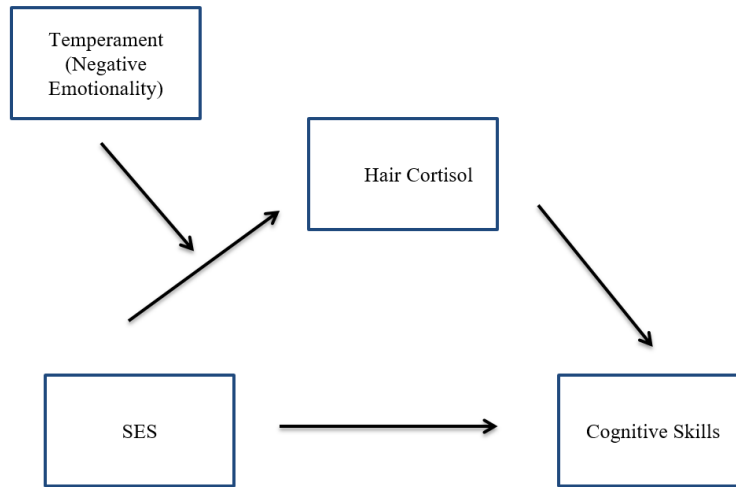 Temperament
(Negative
Emotionality)
Hair Cortisol
SES
Cognitive Skills